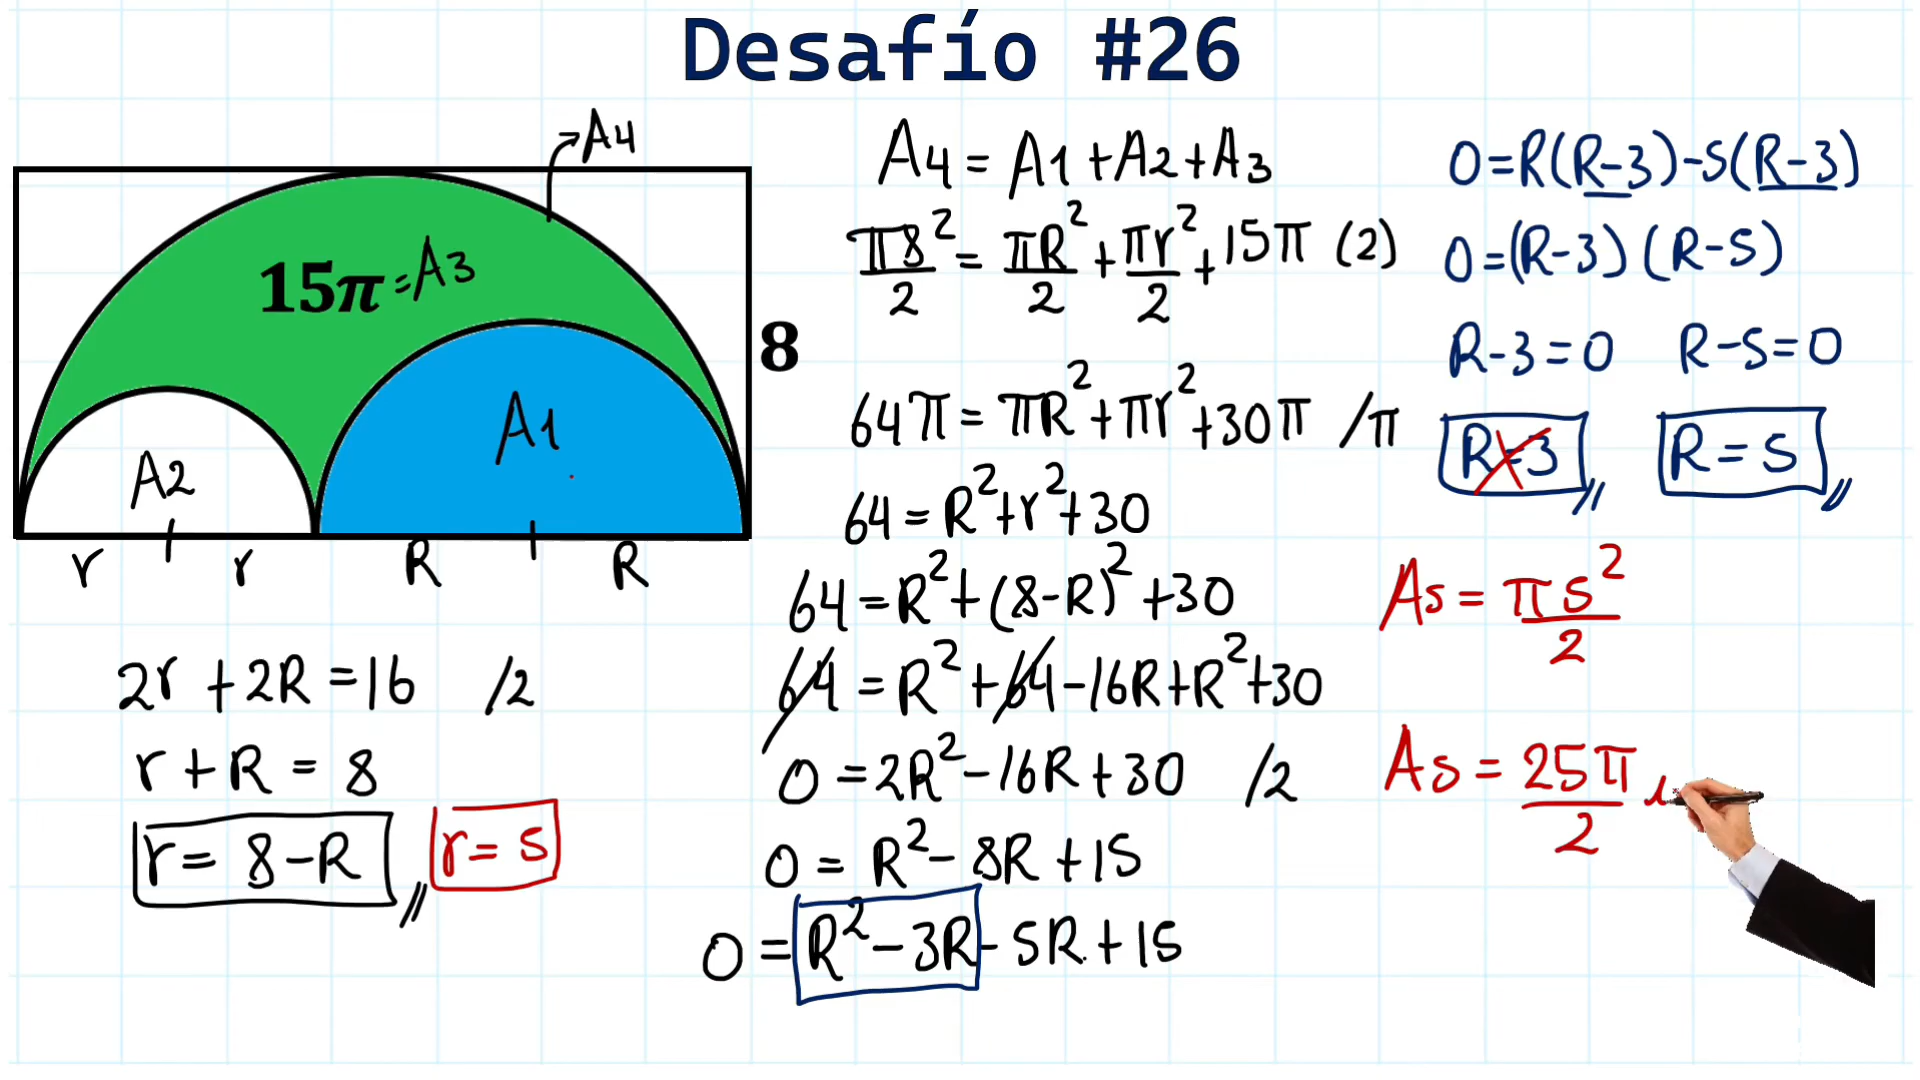 Desafío #26
A4
15π = A3
8
A1
A2
r r R R
2r + 2R = 16 /2
r + R = 8
r = 8 - R
r = 5
A4 = A1 + A2 + A3
π8²/2 = πR²/2 + πr²/2 + 15π (2)
64π = πR² + πr² + 30π /π
64 = R² + r² + 30
64 = R² + (8-R)² + 30
64 = R² + 64 - 16R + R² + 30
0 = 2R² - 16R + 30 /2
0 = R² - 8R + 15
0 = R² - 3R - 5R + 15
0 = R(R-3) - 5(R-3)
0 = (R-3) (R-5)
R - 3 = 0 R - 5 = 0
R = 3 R = 5
As = π5²/2
As = 25π/2